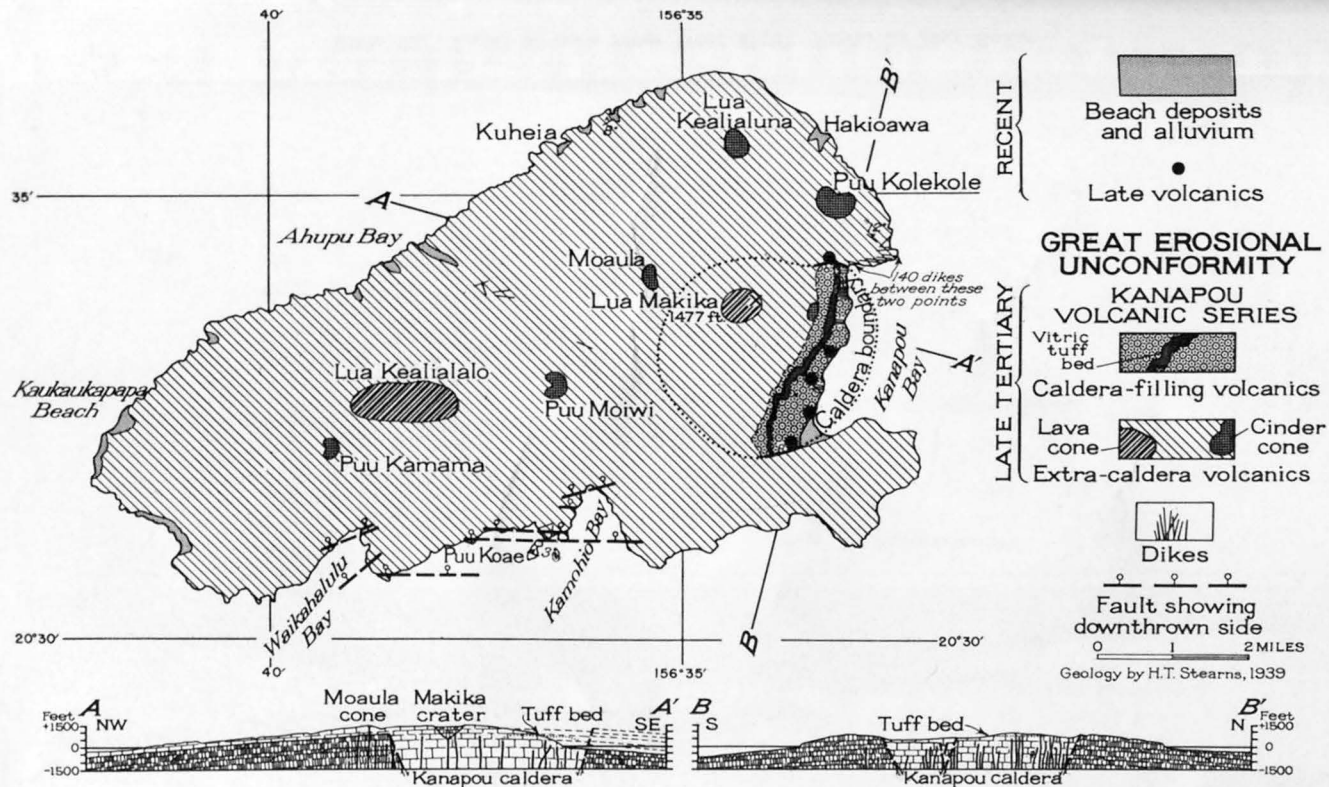 40′
156°35
B′
Lua
Kealialuna
Kuheia
Hakioawa
Puu Kolekole
35′
A
Ahupu Bay
Moaula
140 dikes
between these
two points
Lua Makika
1477 ft.
Caldera boundary
Kanapou
Bay
A′
Lua Kealialalo
Kaukaukapapa
Beach
Puu Moiwi
Puu Kamama
Puu Koae
Kamohio Bay
Waikahalulu
Bay
B
20°30′
20°30′
40′
156°35′
RECENT
Beach deposits
and alluvium
Late volcanics
GREAT EROSIONAL
UNCONFORMITY
LATE TERTIARY
KANAPOU
VOLCANIC SERIES
Vitric
tuff
bed
Caldera-filling volcanics
Lava
cone
Cinder
cone
Extra-caldera volcanics
Dikes
Fault showing
downthrown side
0 1 2 MILES
Geology by H.T. Stearns, 1939
Feet
+1500
0
-1500
A
NW
Moaula
cone
Makika
crater
Tuff bed
A′
SE
Kanapou caldera
B
S
Tuff bed
B′
N
Feet
+1500
0
-1500
Kanapou caldera